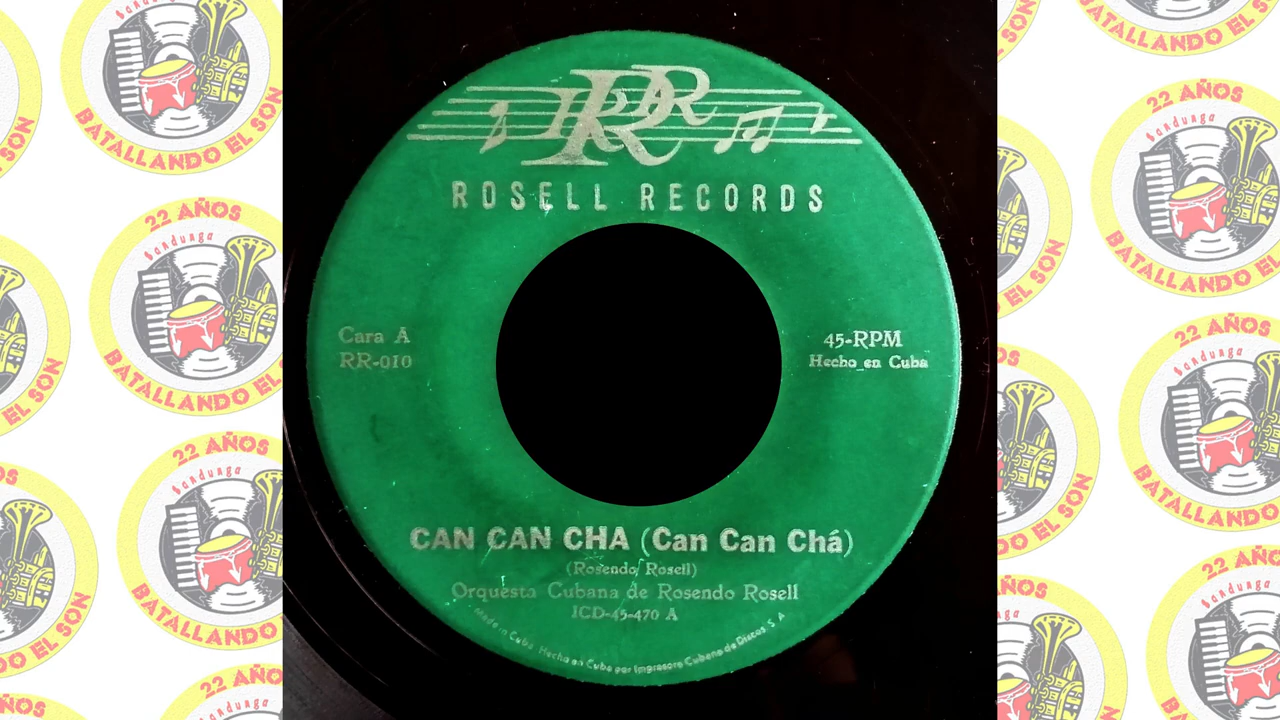 RR
ROSELL RECORDS
Cara A
RR-010
45-RPM
Hecho en Cuba
CAN CAN CHA (Can Can Chá)
(Rosendo Rosell)
Orquesta Cubana de Rosendo Rosell
ICD-45-470 A
Made in Cuba. Hecho en Cuba por Impresora Cubana de Discos, S. A.
22 AÑOS
Sandunga
BATALLANDO EL SON